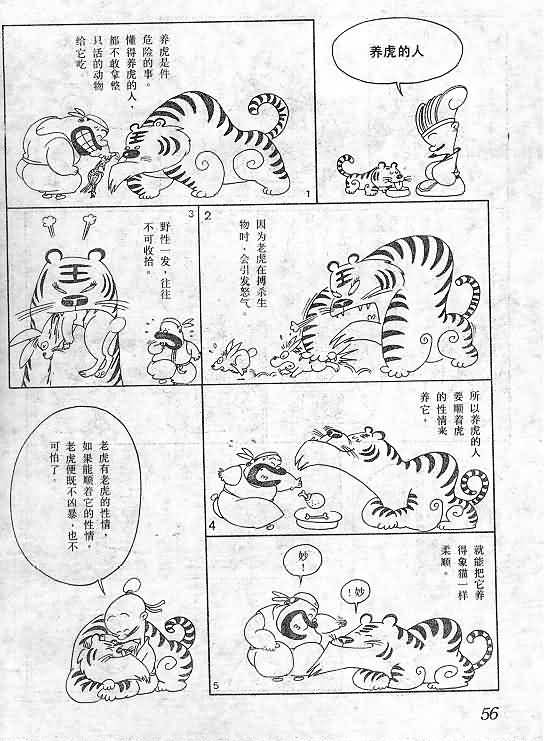 养虎的人
养虎是件
危险的事。
懂得养虎的人，
都不敢拿整
只活的动物
给它吃。
1
2
因为老虎在搏杀生
物时，会引发怒气
3
野性一发，往往
不可收拾。
所以养虎的人
要顺着虎
的性情来
养它，
4
就能把它养
得象猫一样
柔顺。
妙！
妙！
5
老虎有老虎的性情，
如果能顺着它的性情，
老虎便既不凶暴，也不
可怕了。
56